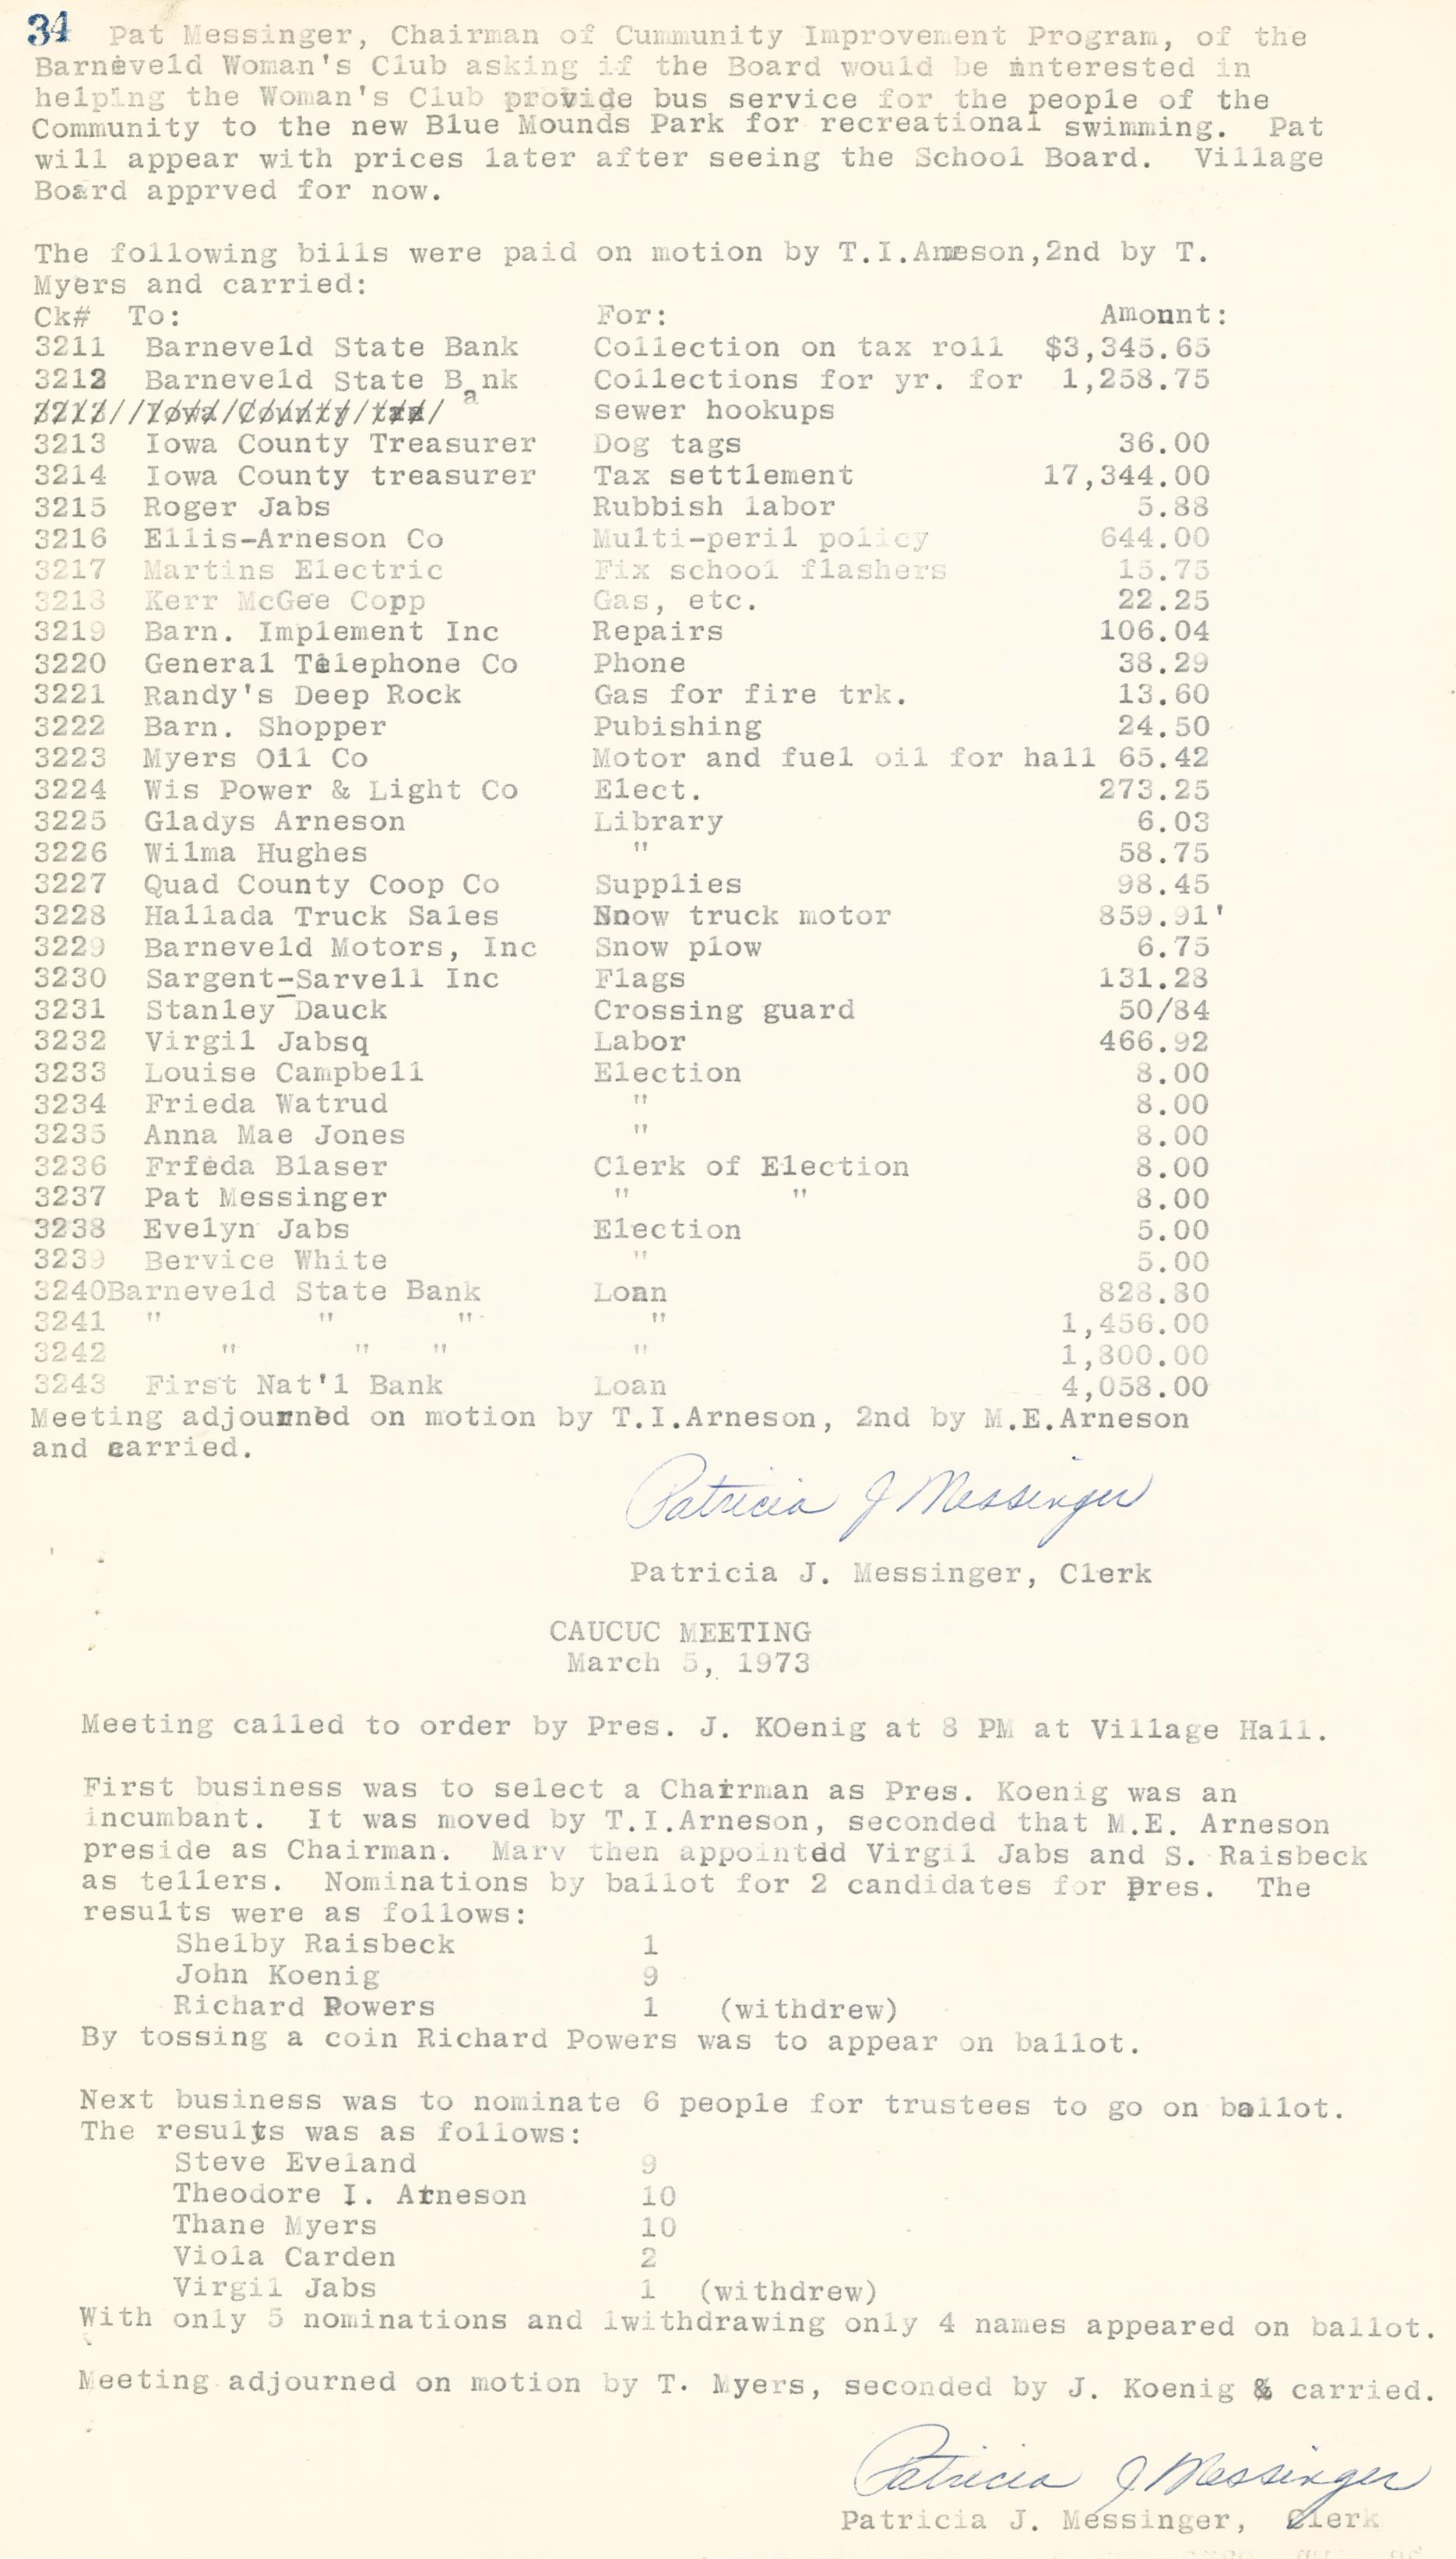 34 Pat Messinger, Chairman of Cummunity Improvement Program, of the
Barneveld Woman's Club asking if the Board would be interested in
helping the Woman's Club provide bus service for the people of the
Community to the new Blue Mounds Park for recreational swimming. Pat
will appear with prices later after seeing the School Board. Village
Board apprved for now.
The following bills were paid on motion by T.I.Arneson,2nd by T.
Myers and carried:
Ck# To: For: Amount:
3211 Barneveld State Bank Collection on tax roll $3,345.65
3212 Barneveld State Bank Collections for yr. for 1,258.75
3213//Iowa/County/tre/ sewer hookups
3213 Iowa County Treasurer Dog tags 36.00
3214 Iowa County treasurer Tax settlement 17,344.00
3215 Roger Jabs Rubbish labor 5.88
3216 Ellis-Arneson Co Multi-peril policy 644.00
3217 Martins Electric Fix school flashers 15.75
3218 Kerr McGee Copp Gas, etc. 22.25
3219 Barn. Implement Inc Repairs 106.04
3220 General Telephone Co Phone 38.29
3221 Randy's Deep Rock Gas for fire trk. 13.60
3222 Barn. Shopper Pubishing 24.50
3223 Myers Oil Co Motor and fuel oil for hall 65.42
3224 Wis Power & Light Co Elect. 273.25
3225 Gladys Arneson Library 6.03
3226 Wilma Hughes " 58.75
3227 Quad County Coop Co Supplies 98.45
3228 Hallada Truck Sales Snow truck motor 859.91'
3229 Barneveld Motors, Inc Snow plow 6.75
3230 Sargent-Sarvell Inc Flags 131.28
3231 Stanley Dauck Crossing guard 50/84
3232 Virgil Jabsq Labor 466.92
3233 Louise Campbell Election 8.00
3234 Frieda Watrud " 8.00
3235 Anna Mae Jones " 8.00
3236 Frieda Blaser Clerk of Election 8.00
3237 Pat Messinger " " 8.00
3238 Evelyn Jabs Election 5.00
3239 Bervice White " 5.00
3240Barneveld State Bank Loan 828.80
3241 " " " " 1,456.00
3242 " " " " 1,800.00
3243 First Nat'l Bank Loan 4,058.00
Meeting adjournned on motion by T.I.Arneson, 2nd by M.E.Arneson
and carried.
Patricia J Messinger
Patricia J. Messinger, Clerk
CAUCUC MEETING
March 5, 1973
Meeting called to order by Pres. J. KOenig at 8 PM at Village Hall.
First business was to select a Chairman as Pres. Koenig was an
incumbant. It was moved by T.I.Arneson, seconded that M.E. Arneson
preside as Chairman. Marv then appointed Virgil Jabs and S. Raisbeck
as tellers. Nominations by ballot for 2 candidates for Pres. The
results were as follows:
Shelby Raisbeck 1
John Koenig 9
Richard Powers 1 (withdrew)
By tossing a coin Richard Powers was to appear on ballot.
Next business was to nominate 6 people for trustees to go on ballot.
The results was as follows:
Steve Eveland 9
Theodore I. Arneson 10
Thane Myers 10
Viola Carden 2
Virgil Jabs 1 (withdrew)
With only 5 nominations and 1withdrawing only 4 names appeared on ballot.
Meeting adjourned on motion by T. Myers, seconded by J. Koenig & carried.
Patricia J Messinger
Patricia J. Messinger, Clerk